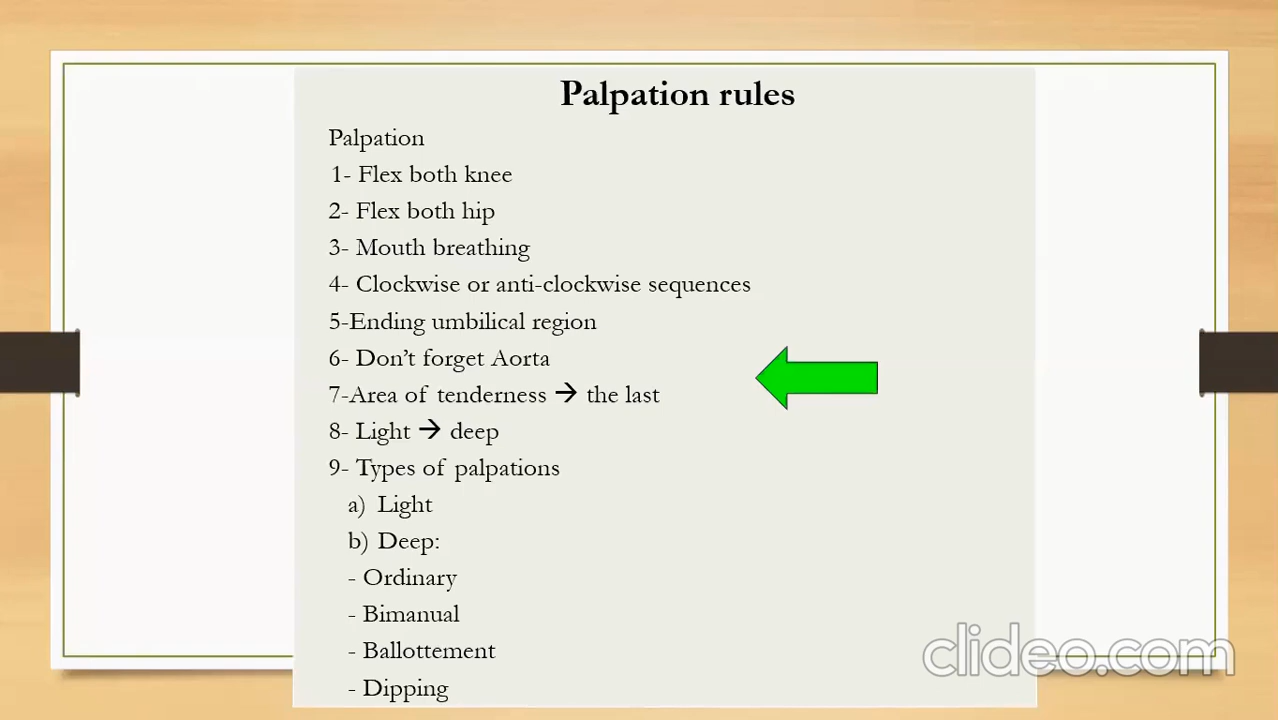 Palpation rules
Palpation
1- Flex both knee
2- Flex both hip
3- Mouth breathing
4- Clockwise or anti-clockwise sequences
5-Ending umbilical region
6- Don’t forget Aorta
7-Area of tenderness → the last
8- Light → deep
9- Types of palpations
a) Light
b) Deep:
- Ordinary
- Bimanual
- Ballottement
- Dipping
clideo.com